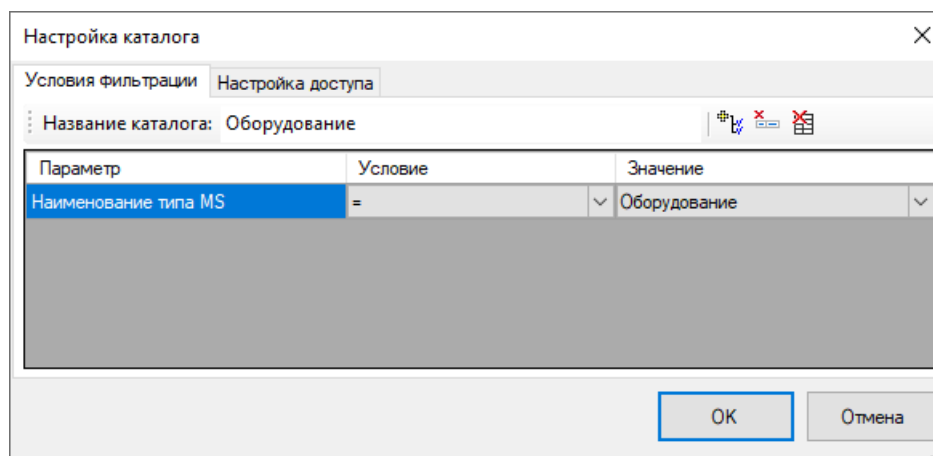 Настройка каталога
Условия фильтрации Настройка доступа
Название каталога: Оборудование
Параметр Условие Значение
Наименование типа MS = Оборудование
OK Отмена